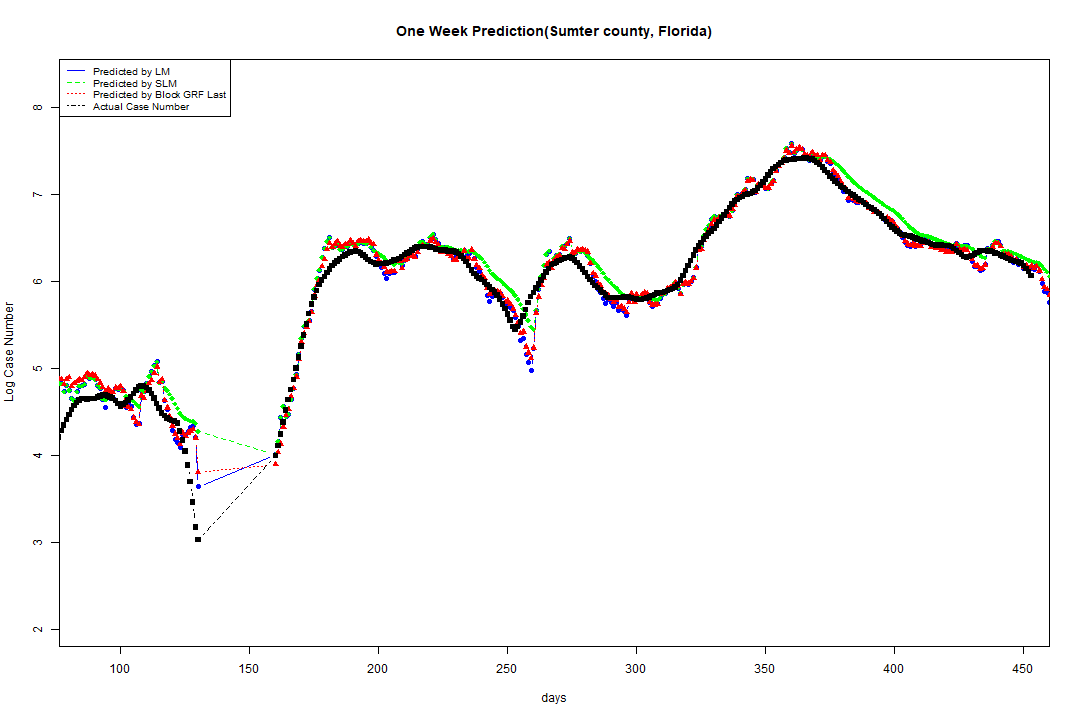 One Week Prediction(Sumter county, Florida)
Predicted by LM
Predicted by SLM
Predicted by Block GRF Last
Actual Case Number
Log Case Number
8
7
6
5
4
3
2
100 150 200 250 300 350 400 450
days